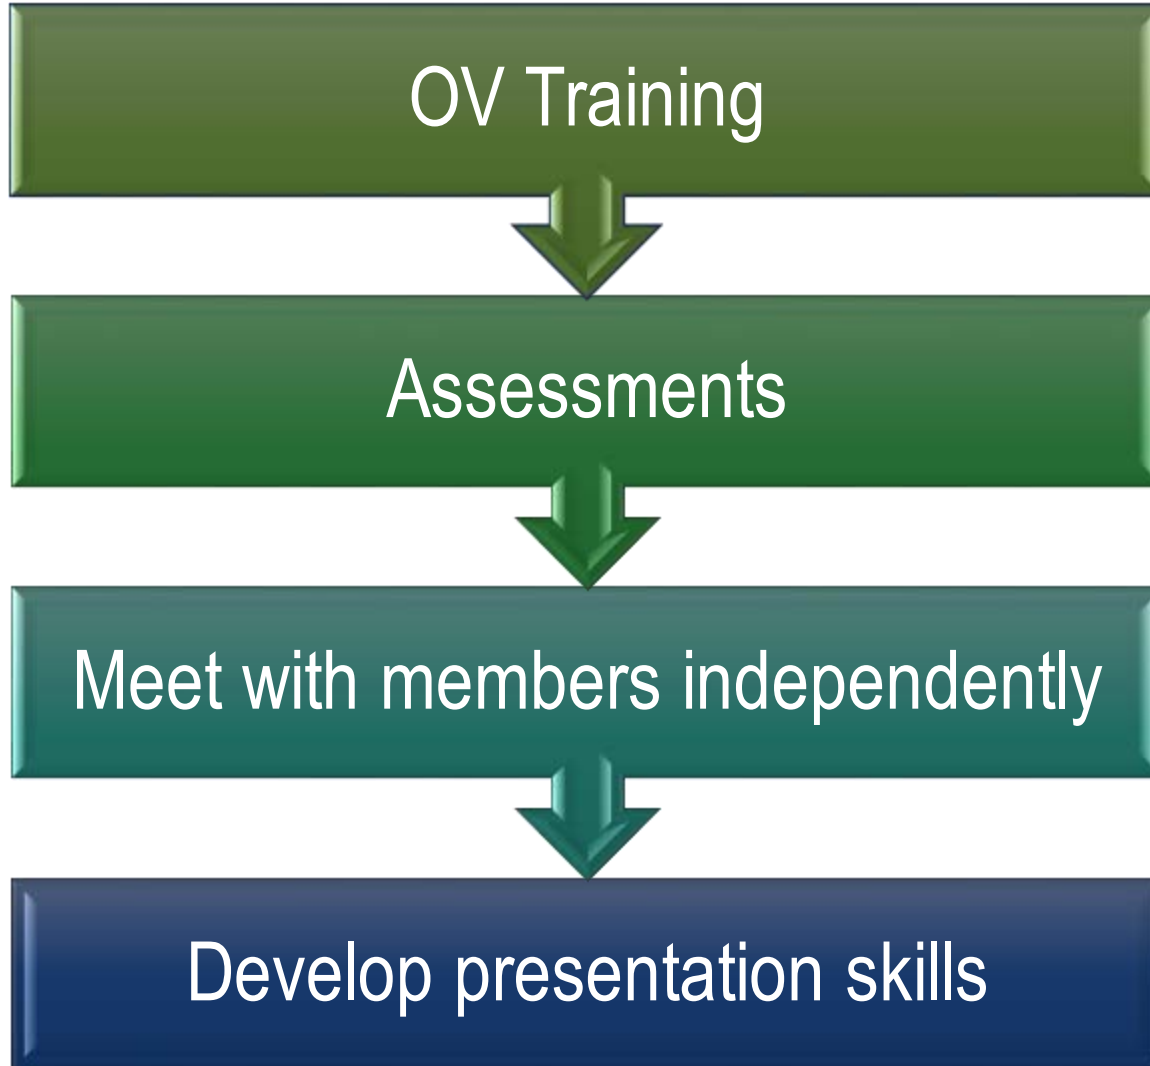 OV Training
Assessments
Meet with members independently
Develop presentation skills